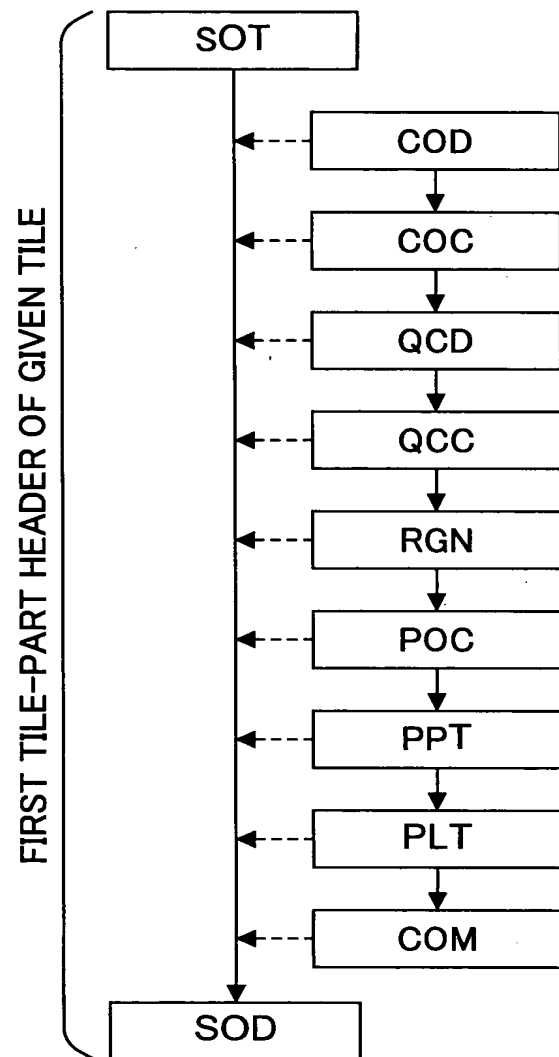 FIRST TILE-PART HEADER OF GIVEN TILE
SOT
COD
COC
QCD
QCC
RGN
POC
PPT
PLT
COM
SOD